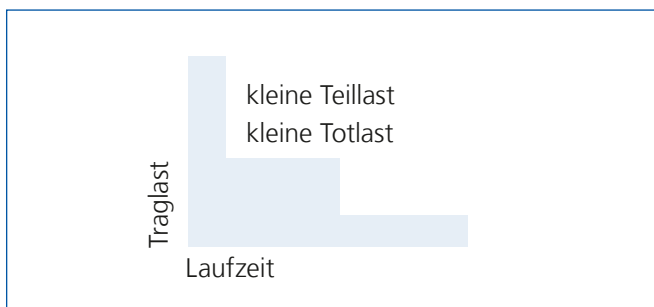 kleine Teillast
kleine Totlast
Traglast
Laufzeit